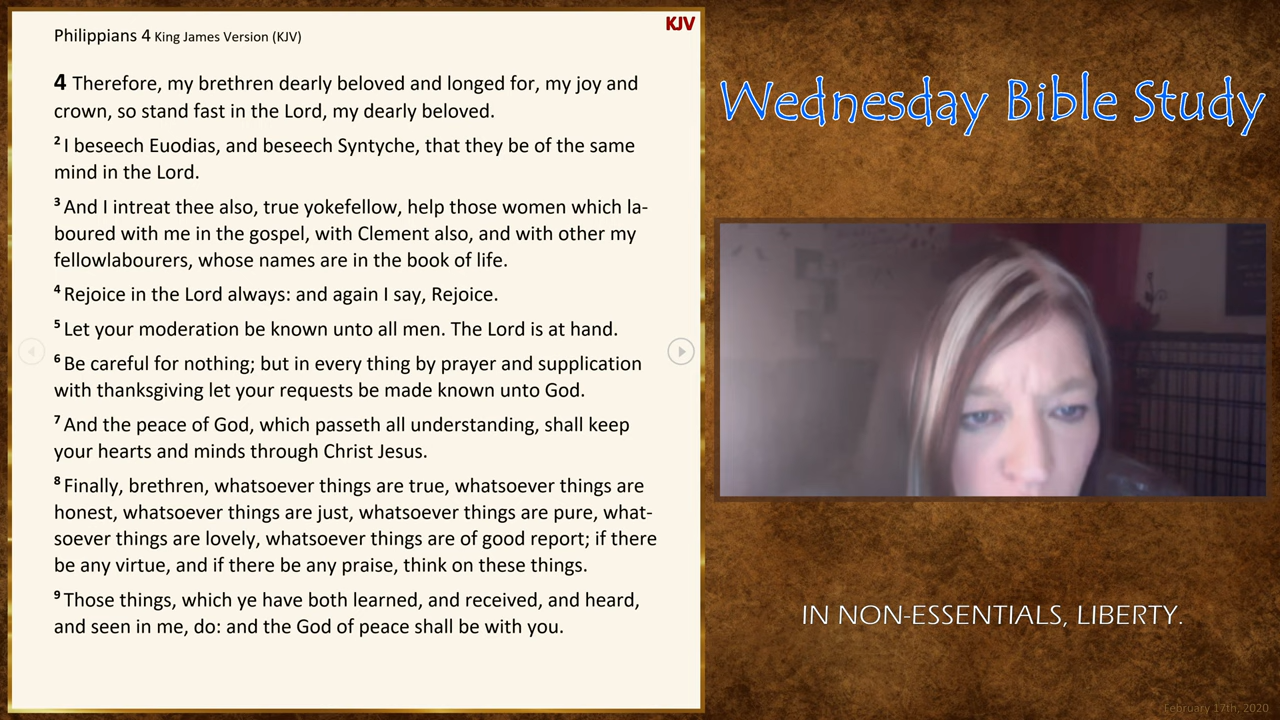 KJV
Philippians 4 King James Version (KJV)
4 Therefore, my brethren dearly beloved and longed for, my joy and
crown, so stand fast in the Lord, my dearly beloved.
2 I beseech Euodias, and beseech Syntyche, that they be of the same
mind in the Lord.
3 And I intreat thee also, true yokefellow, help those women which la-
boured with me in the gospel, with Clement also, and with other my
fellowlabourers, whose names are in the book of life.
4 Rejoice in the Lord always: and again I say, Rejoice.
5 Let your moderation be known unto all men. The Lord is at hand.
6 Be careful for nothing; but in every thing by prayer and supplication
with thanksgiving let your requests be made known unto God.
7 And the peace of God, which passeth all understanding, shall keep
your hearts and minds through Christ Jesus.
8 Finally, brethren, whatsoever things are true, whatsoever things are
honest, whatsoever things are just, whatsoever things are pure, what-
soever things are lovely, whatsoever things are of good report; if there
be any virtue, and if there be any praise, think on these things.
9 Those things, which ye have both learned, and received, and heard,
and seen in me, do: and the God of peace shall be with you.
Wednesday Bible Study
IN NON-ESSENTIALS, LIBERTY.
February 17th, 2020